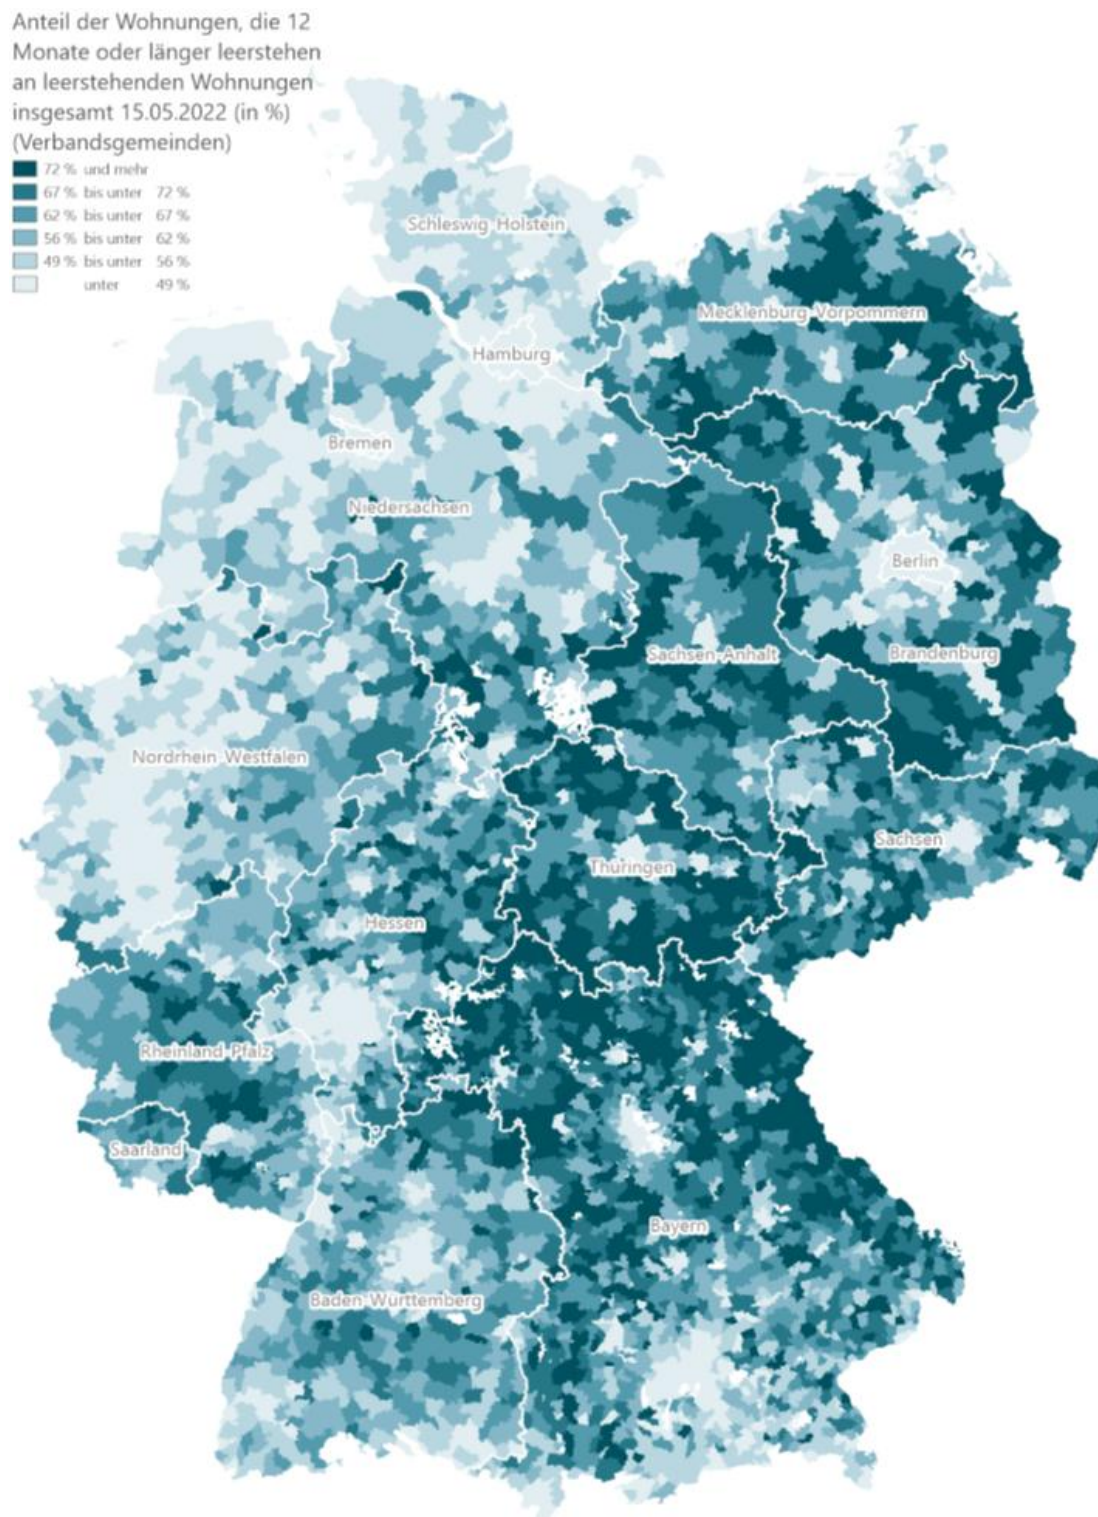 Anteil der Wohnungen, die 12
Monate oder länger leerstehen
an leerstehenden Wohnungen
insgesamt 15.05.2022 (in %)
(Verbandsgemeinden)
72 % und mehr
67 % bis unter 72 %
62 % bis unter 67 %
56 % bis unter 62 %
49 % bis unter 56 %
unter 49 %
Schleswig-Holstein
Mecklenburg-Vorpommern
Hamburg
Bremen
Niedersachsen
Berlin
Sachsen-Anhalt
Brandenburg
Nordrhein-Westfalen
Sachsen
Thüringen
Hessen
Rheinland-Pfalz
Saarland
Bayern
Baden-Württemberg